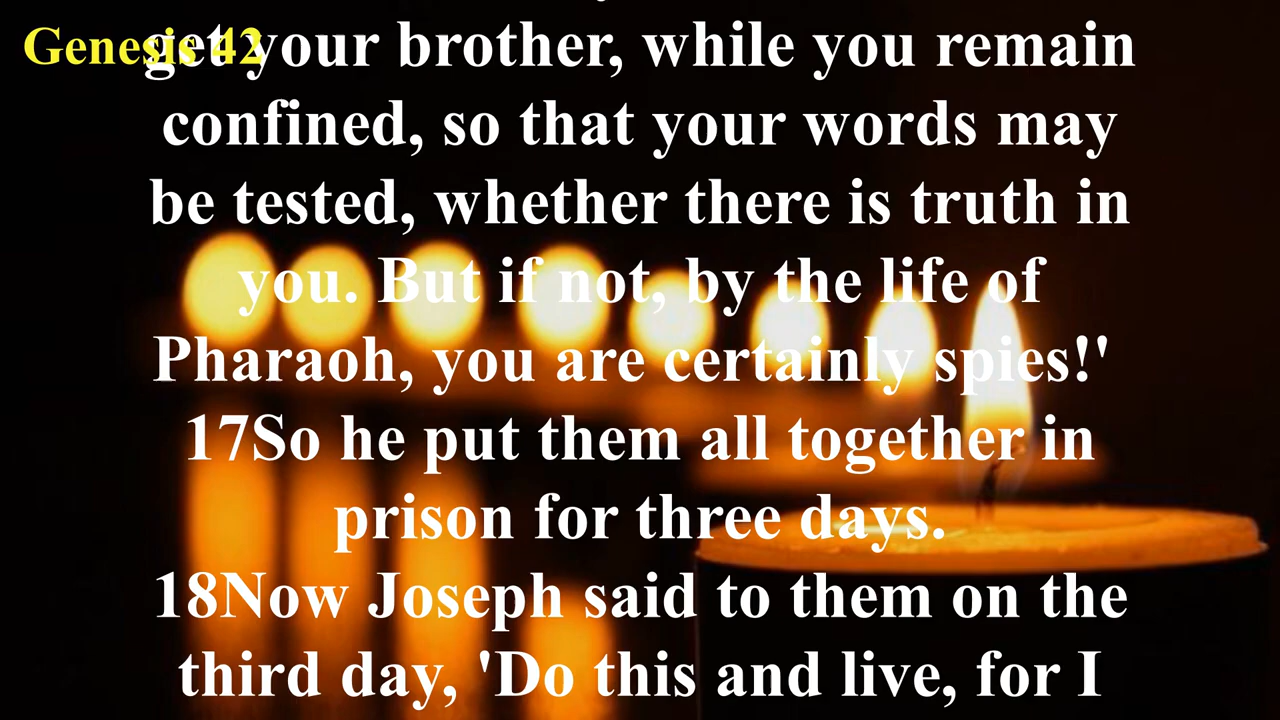 Genesis 42
get your brother, while you remain
confined, so that your words may
be tested, whether there is truth in
you. But if not, by the life of
Pharaoh, you are certainly spies!'
17So he put them all together in
prison for three days.
18Now Joseph said to them on the
third day, 'Do this and live, for I